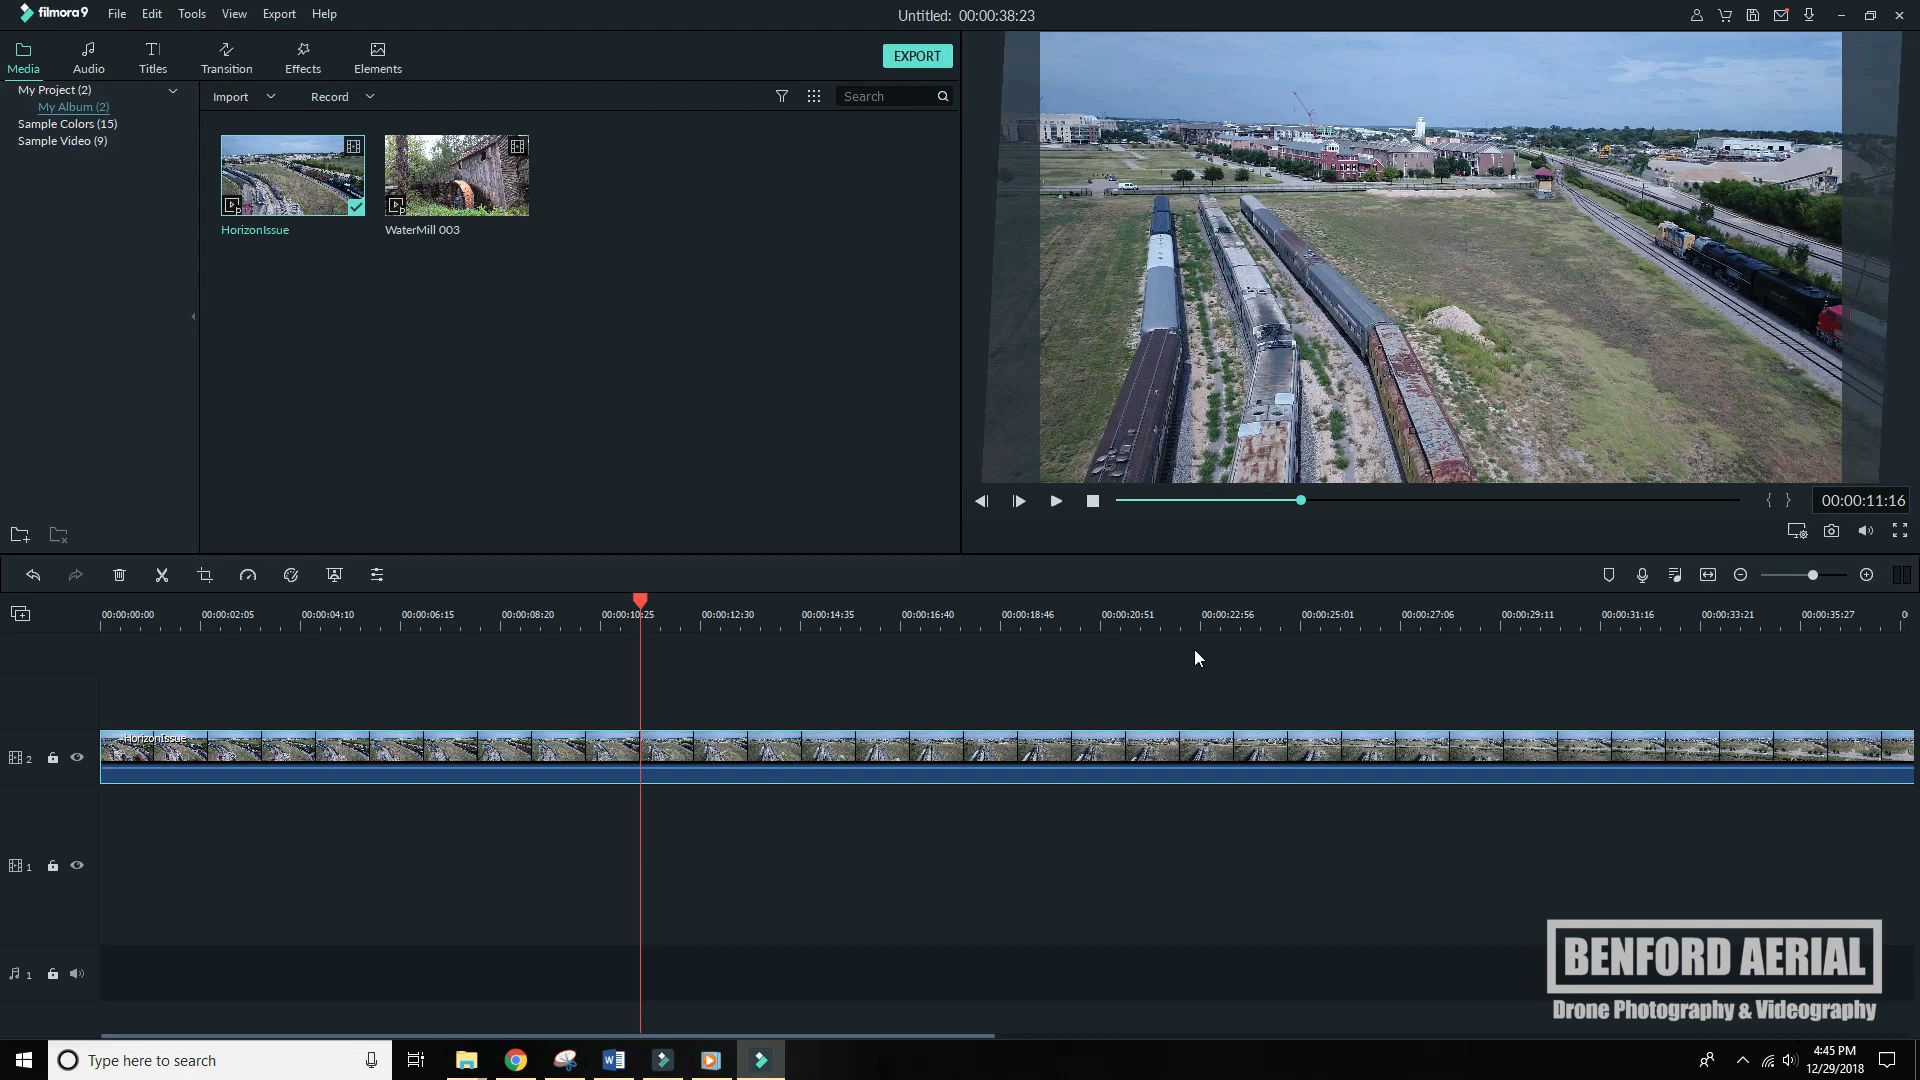 filmora9 File Edit Tools View Export Help Untitled: 00:00:38:23
Media Audio Titles Transition Effects Elements EXPORT
My Project (2)
My Album (2)
Sample Colors (15)
Sample Video (9)
Import Record Search
HorizonIssue WaterMill 003
{ } 00:00:11:16
00:00:00:00 00:00:02:05 00:00:04:10 00:00:06:15 00:00:08:20 00:00:10:25 00:00:12:30 00:00:14:35 00:00:16:40 00:00:18:46 00:00:20:51 00:00:22:56 00:00:25:01 00:00:27:06 00:00:29:11 00:00:31:16 00:00:33:21 00:00:35:27
HorizonIssue
2
1
1
BENFORD AERIAL
Drone Photography & Videography
Type here to search
4:45 PM
12/29/2018